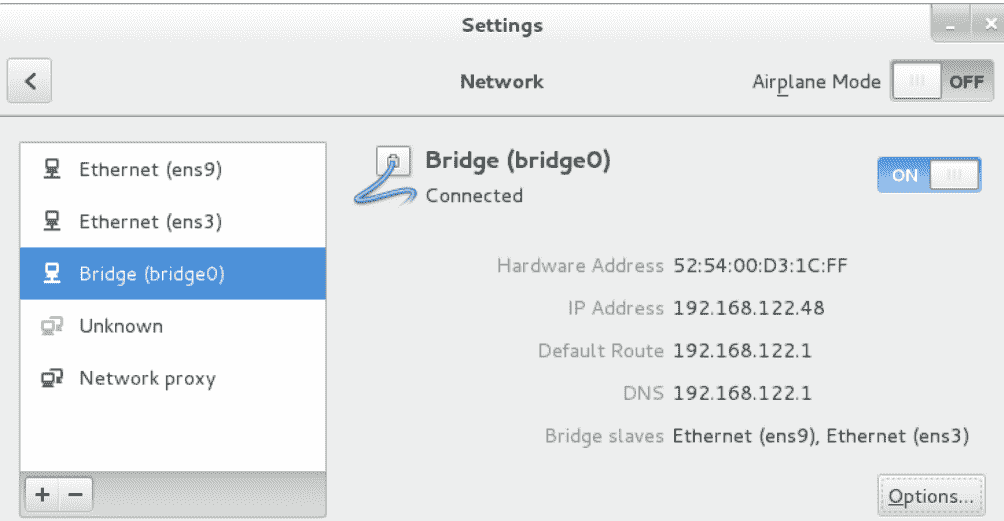 Settings
Network
Airplane Mode
OFF
Ethernet (ens9)
Ethernet (ens3)
Bridge (bridge0)
Unknown
Network proxy
Bridge (bridge0)
Connected
ON
Hardware Address 52:54:00:D3:1C:FF
IP Address 192.168.122.48
Default Route 192.168.122.1
DNS 192.168.122.1
Bridge slaves Ethernet (ens9), Ethernet (ens3)
Options...